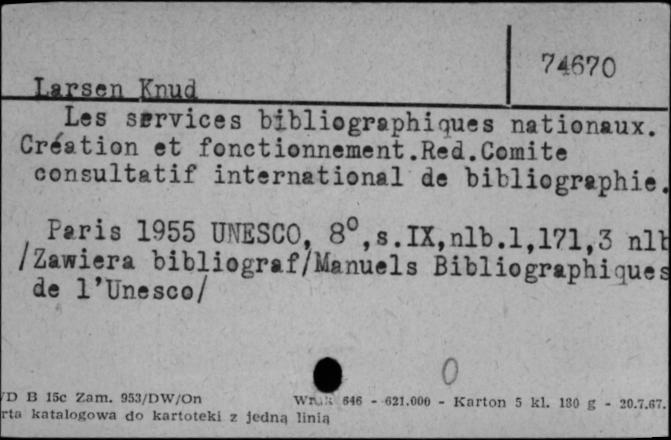 74670
Larsen Knud
Les services bibliographiques nationaux.
Création et fonctionnement.Red.Comite
consultatif international de bibliographie.
Paris 1955 UNESCO, 8⁰,s.IX,nlb.1,171,3 nlb
/Zawiera bibliograf/Manuels Bibliographiques
de l'Unesco/
0
/D B 15c Zam. 953/DW/On 646 - 621.000 - Karton 5 kl. 180 g - 20.7.67.
rta katalogowa do kartoteki z jedną linią